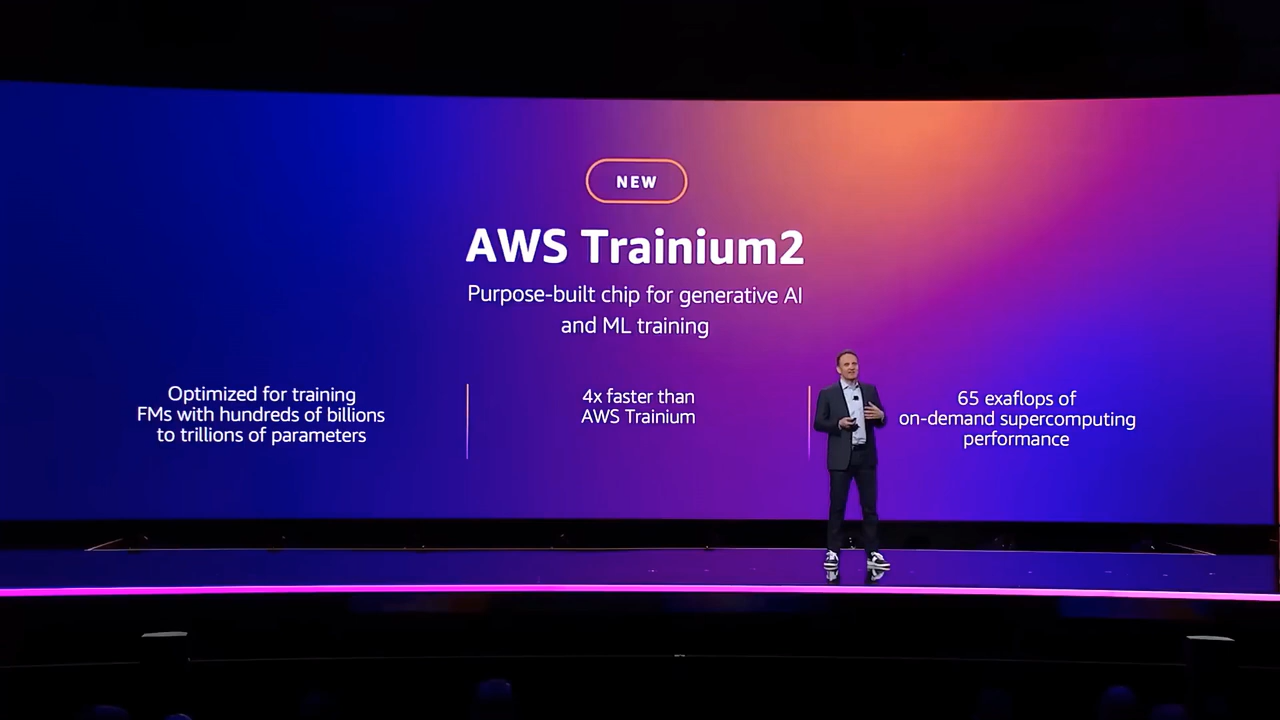 NEW
AWS Trainium2
Purpose-built chip for generative AI
and ML training
Optimized for training
FMs with hundreds of billions
to trillions of parameters
4x faster than
AWS Trainium
65 exaflops of
on-demand supercomputing
performance